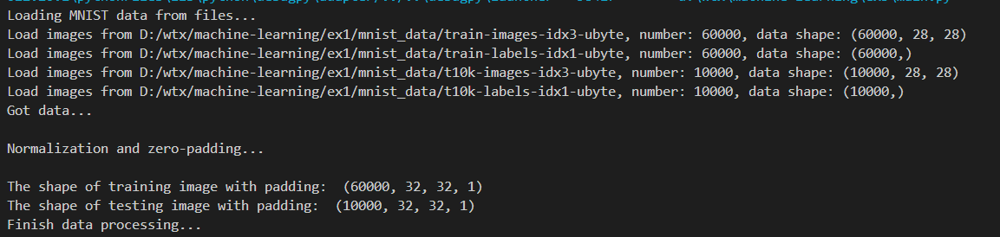 Loading MNIST data from files...
Load images from D:/wtx/machine-learning/ex1/mnist_data/train-images-idx3-ubyte, number: 60000, data shape: (60000, 28, 28)
Load images from D:/wtx/machine-learning/ex1/mnist_data/train-labels-idx1-ubyte, number: 60000, data shape: (60000,)
Load images from D:/wtx/machine-learning/ex1/mnist_data/t10k-images-idx3-ubyte, number: 10000, data shape: (10000, 28, 28)
Load images from D:/wtx/machine-learning/ex1/mnist_data/t10k-labels-idx1-ubyte, number: 10000, data shape: (10000,)
Got data...
Normalization and zero-padding...
The shape of training image with padding:  (60000, 32, 32, 1)
The shape of testing image with padding:  (10000, 32, 32, 1)
Finish data processing...